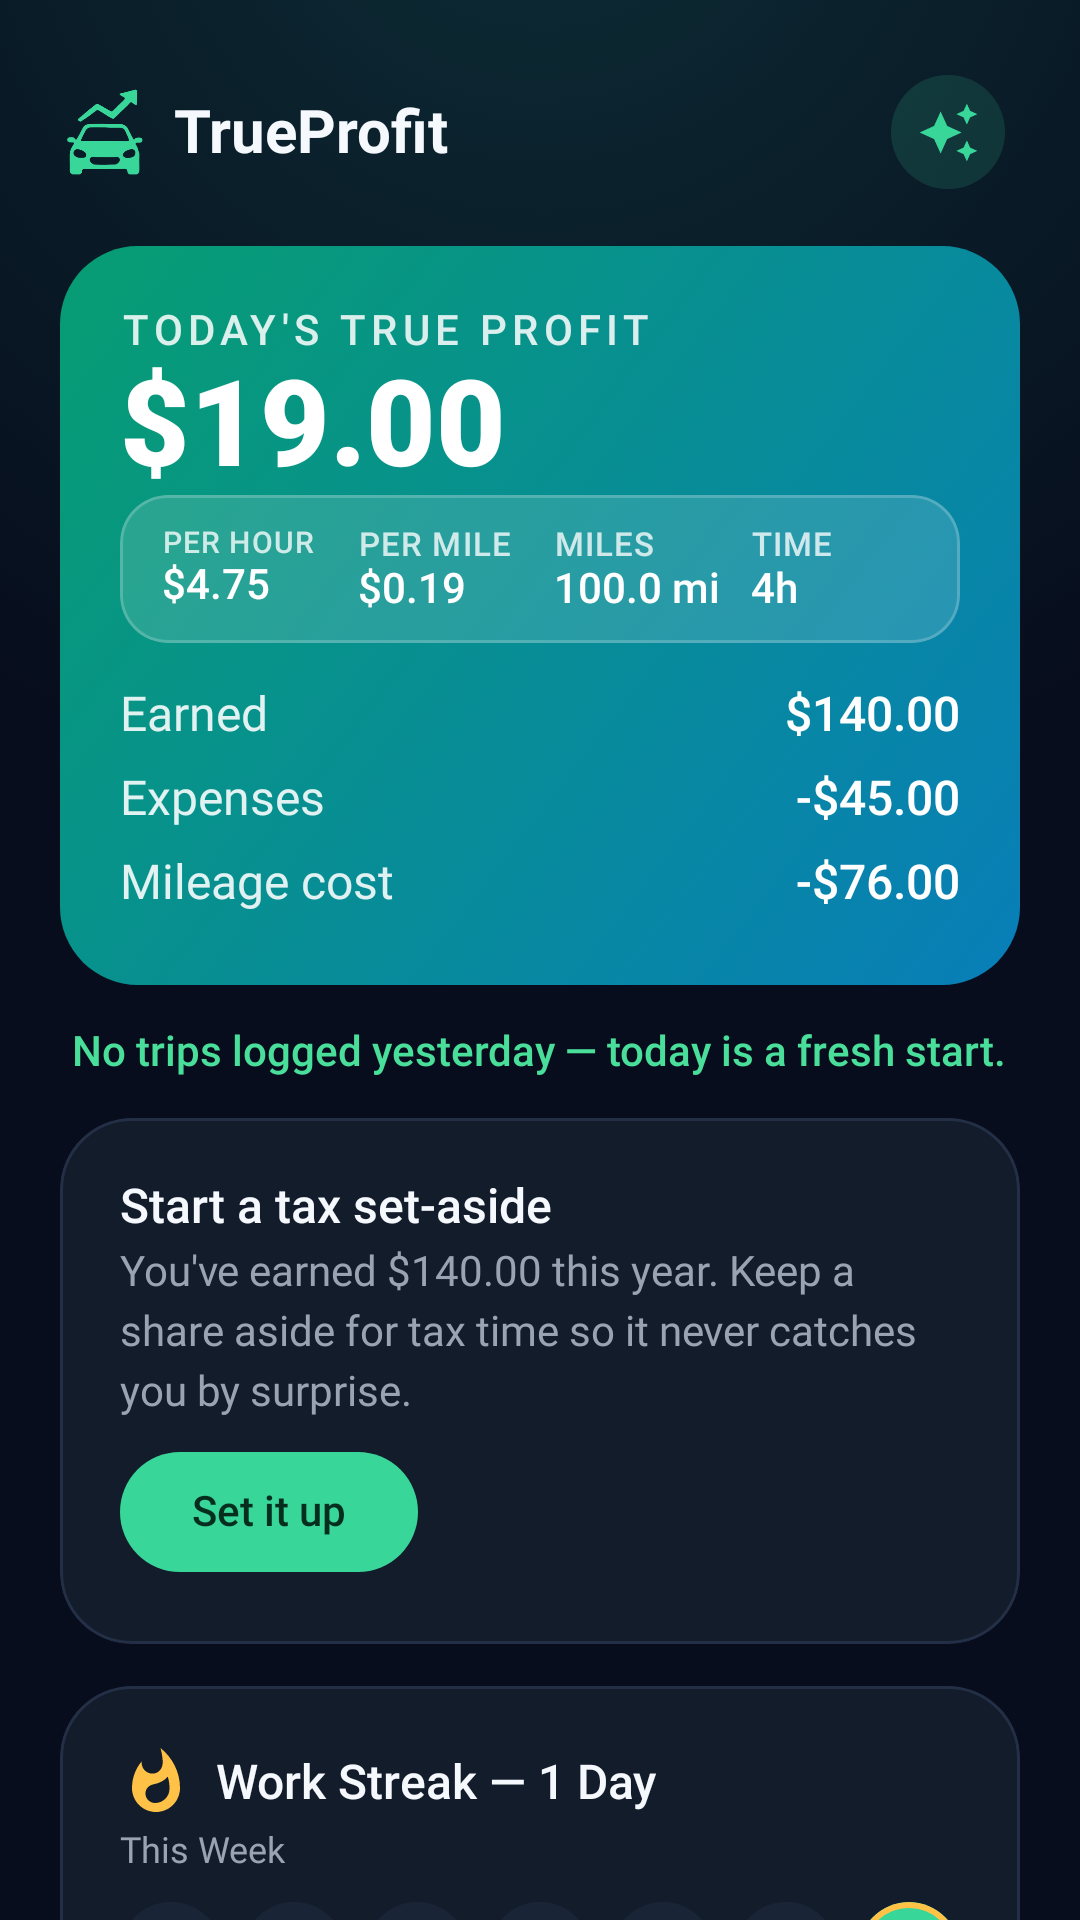 TrueProfit
TODAY'S TRUE PROFIT
$19.00
PER HOUR PER MILE MILES TIME
$4.75 $0.19 100.0 mi 4h
Earned $140.00
Expenses -$45.00
Mileage cost -$76.00
No trips logged yesterday — today is a fresh start.
Start a tax set-aside
You've earned $140.00 this year. Keep a
share aside for tax time so it never catches
you by surprise.
Set it up
Work Streak — 1 Day
This Week